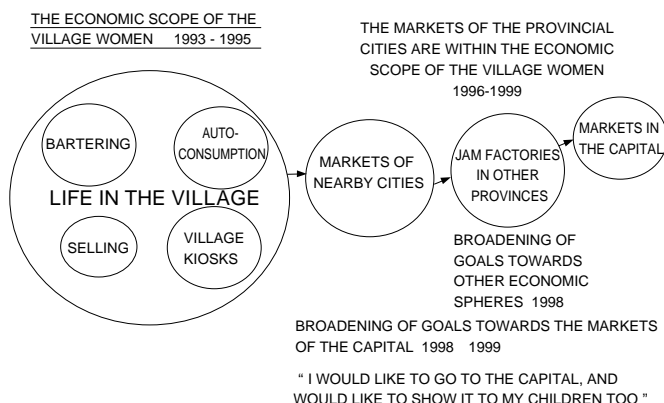 THE ECONOMIC SCOPE OF THE
VILLAGE WOMEN 1993 - 1995
BARTERING
AUTO-
CONSUMPTION
LIFE IN THE VILLAGE
SELLING
VILLAGE
KIOSKS
THE MARKETS OF THE PROVINCIAL
CITIES ARE WITHIN THE ECONOMIC
SCOPE OF THE VILLAGE WOMEN
1996-1999
MARKETS OF
NEARBY CITIES
JAM FACTORIES
IN OTHER
PROVINCES
MARKETS IN
THE CAPITAL
BROADENING OF
GOALS TOWARDS
OTHER ECONOMIC
SPHERES 1998
BROADENING OF GOALS TOWARDS THE MARKETS
OF THE CAPITAL 1998 1999
“ I WOULD LIKE TO GO TO THE CAPITAL, AND
WOULD LIKE TO SHOW IT TO MY CHILDREN TOO ”